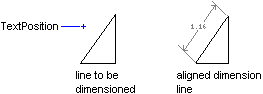 TextPosition
1.16
line to be
dimensioned
aligned dimension
line